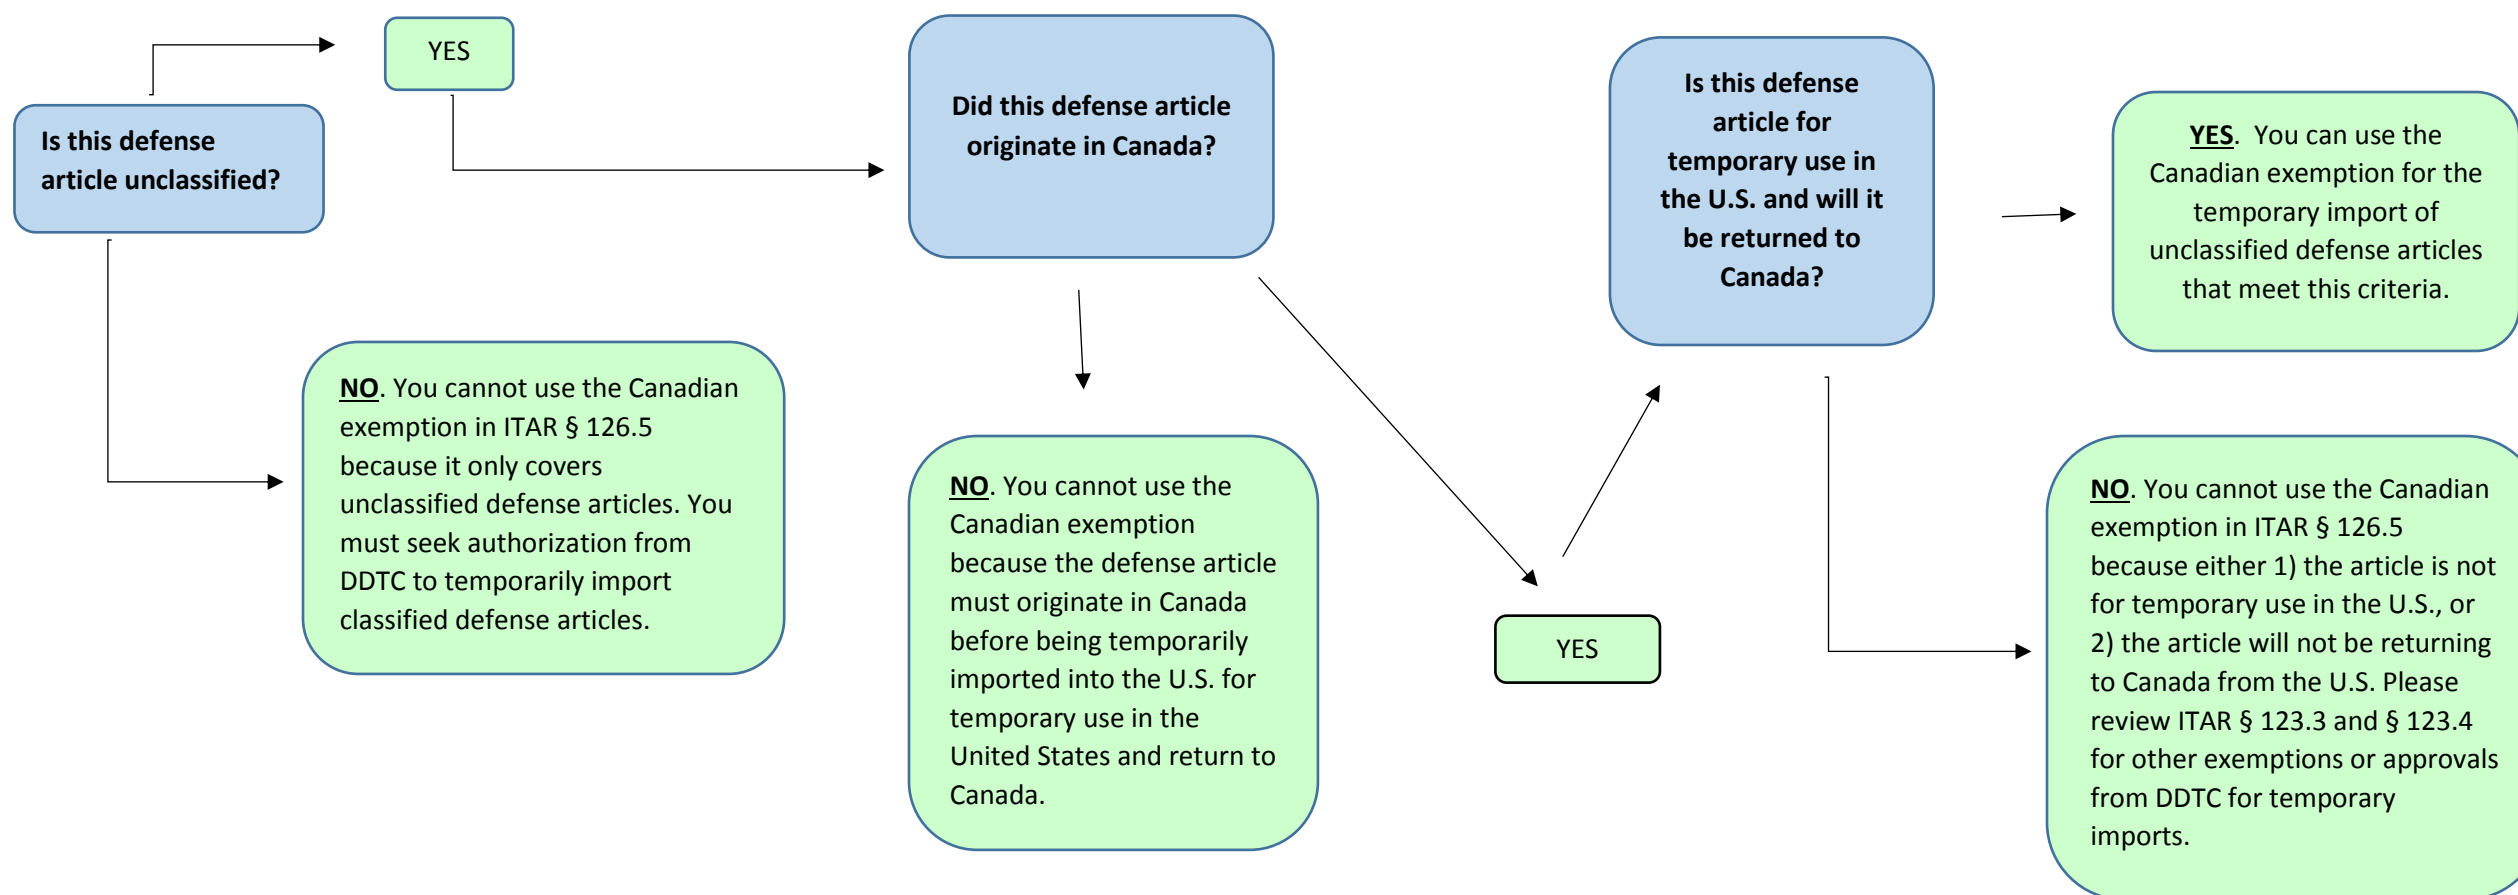 Is this defense
article unclassified?
YES
NO. You cannot use the Canadian
exemption in ITAR § 126.5
because it only covers
unclassified defense articles. You
must seek authorization from
DDTC to temporarily import
classified defense articles.
Did this defense article
originate in Canada?
NO. You cannot use the
Canadian exemption
because the defense article
must originate in Canada
before being temporarily
imported into the U.S. for
temporary use in the
United States and return to
Canada.
YES
Is this defense
article for
temporary use in
the U.S. and will it
be returned to
Canada?
YES. You can use the
Canadian exemption for the
temporary import of
unclassified defense articles
that meet this criteria.
NO. You cannot use the Canadian
exemption in ITAR § 126.5
because either 1) the article is not
for temporary use in the U.S., or
2) the article will not be returning
to Canada from the U.S. Please
review ITAR § 123.3 and § 123.4
for other exemptions or approvals
from DDTC for temporary
imports.